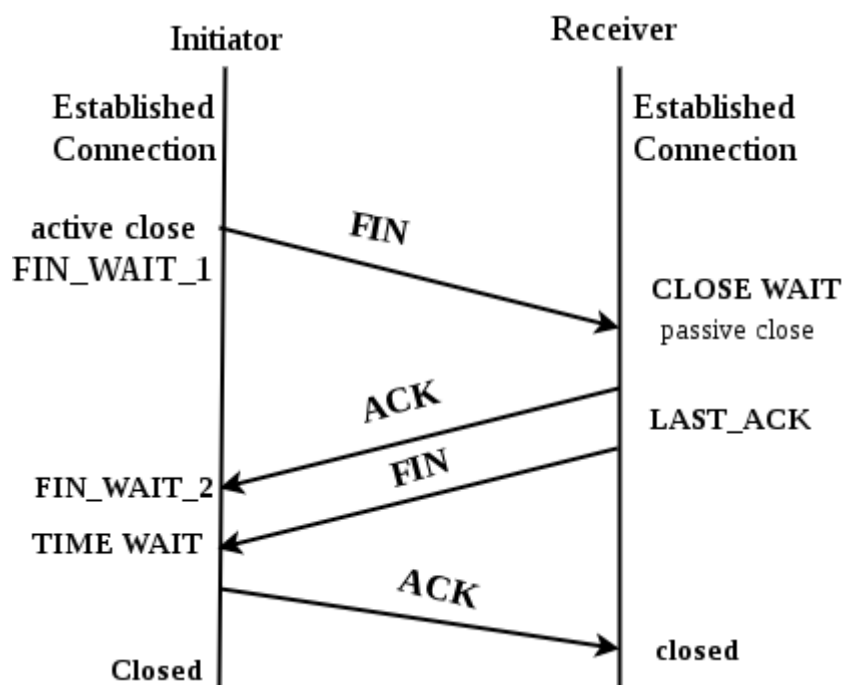 Initiator
Receiver
Established
Connection
Established
Connection
active close
FIN_WAIT_1
FIN
CLOSE WAIT
passive close
ACK
LAST_ACK
FIN
FIN_WAIT_2
TIME WAIT
ACK
closed
Closed